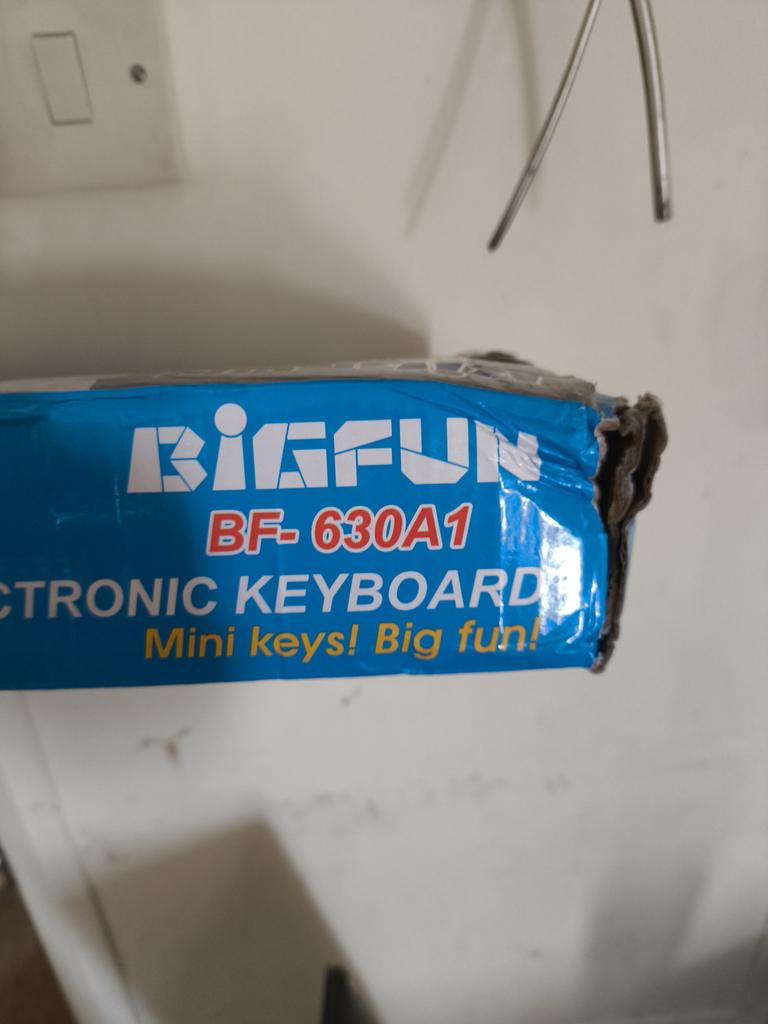 BiGFUN
BF- 630A1
CTRONIC KEYBOARD
Mini keys! Big fun!